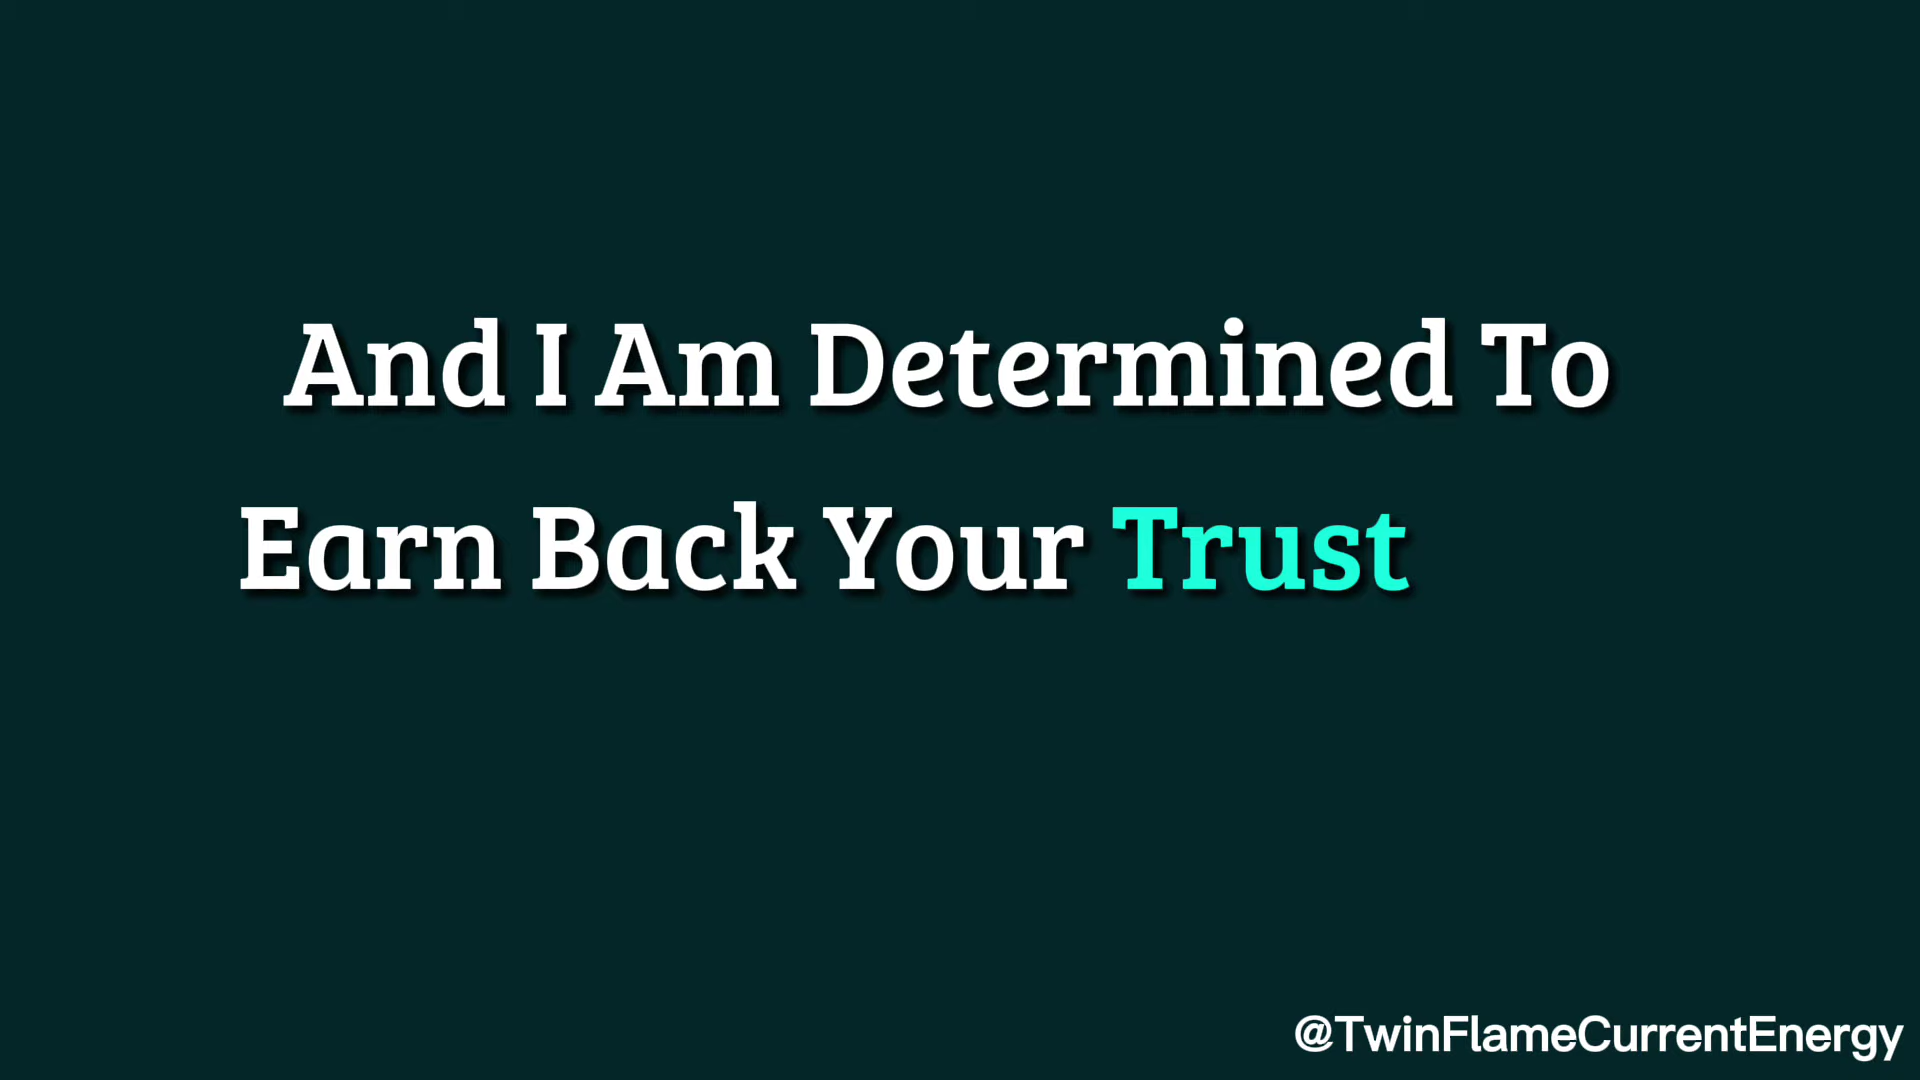 And I Am Determined To
Earn Back Your Trust
@TwinFlameCurrentEnergy